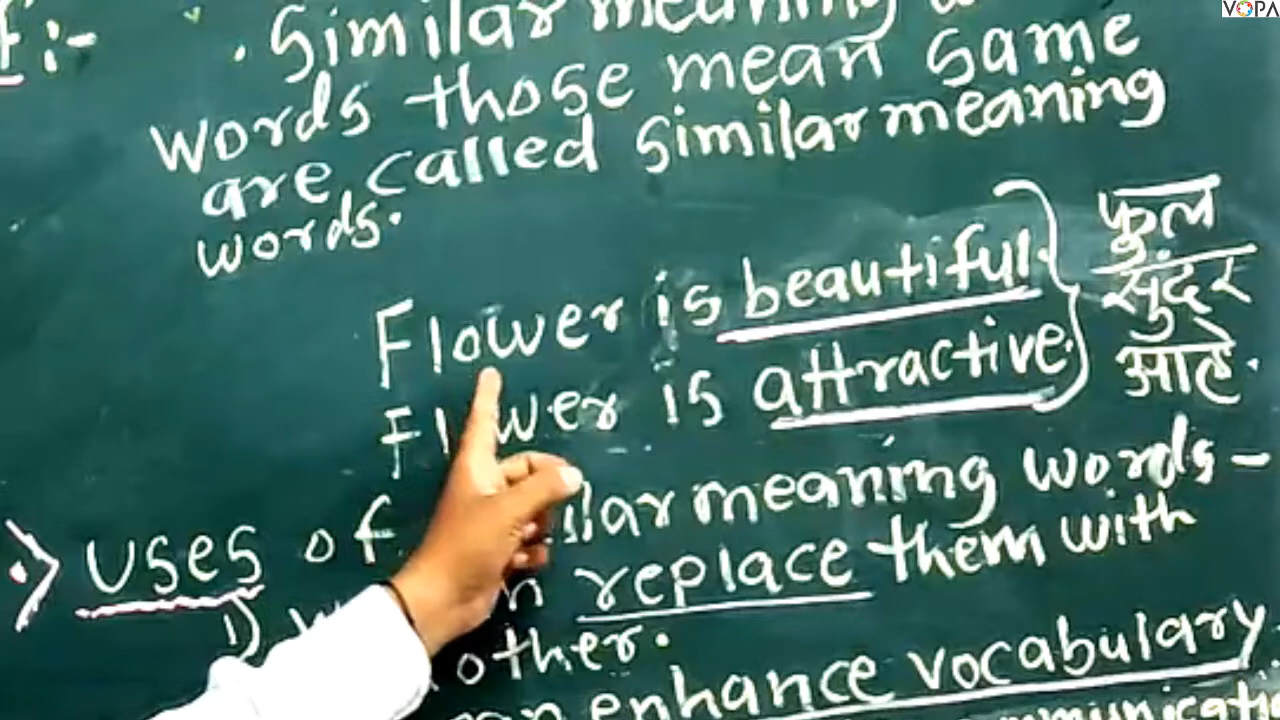 VOPA
:- . Similar meaning
words those mean same
are called similar meaning
words.
Flower is beautiful.
Flower is attractive.
फुल
सुंदर
आहे.
Uses of meaning words -
1) replace them with
other.
enhance vocabulary.